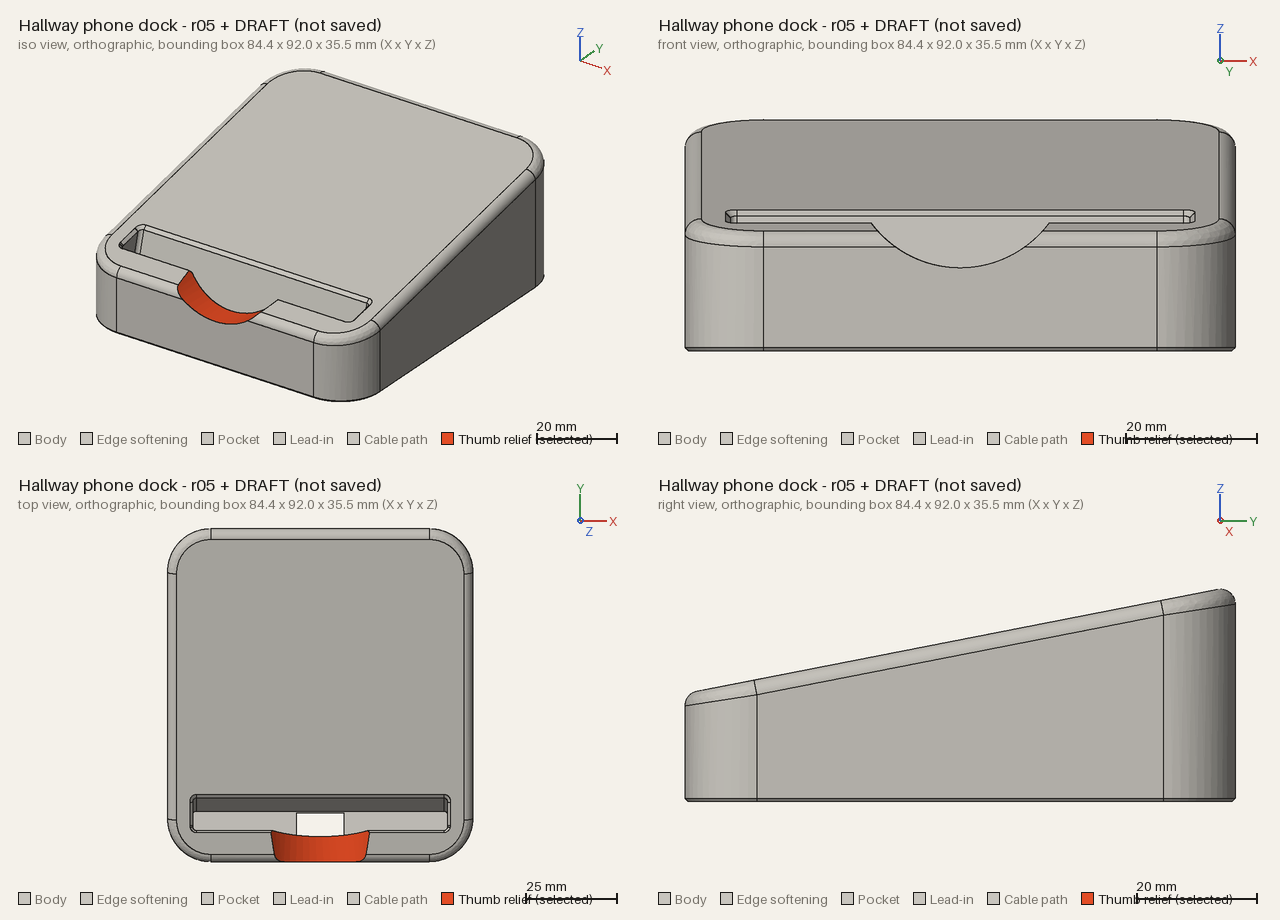 Hallway phone dock - r05 + DRAFT (not saved)
iso view, orthographic, bounding box 84.4 x 92.0 x 35.5 mm (X x Y x Z)
Z
Y
X
20 mm
Body Edge softening Pocket Lead-in Cable path Thumb relief (selected)
Hallway phone dock - r05 + DRAFT (not saved)
front view, orthographic, bounding box 84.4 x 92.0 x 35.5 mm (X x Y x Z)
Z
X
Y
20 mm
Body Edge softening Pocket Lead-in Cable path Thumb relief (selected)
Hallway phone dock - r05 + DRAFT (not saved)
top view, orthographic, bounding box 84.4 x 92.0 x 35.5 mm (X x Y x Z)
Y
X
Z
25 mm
Body Edge softening Pocket Lead-in Cable path Thumb relief (selected)
Hallway phone dock - r05 + DRAFT (not saved)
right view, orthographic, bounding box 84.4 x 92.0 x 35.5 mm (X x Y x Z)
Z
Y
X
20 mm
Body Edge softening Pocket Lead-in Cable path Thumb relief (selected)